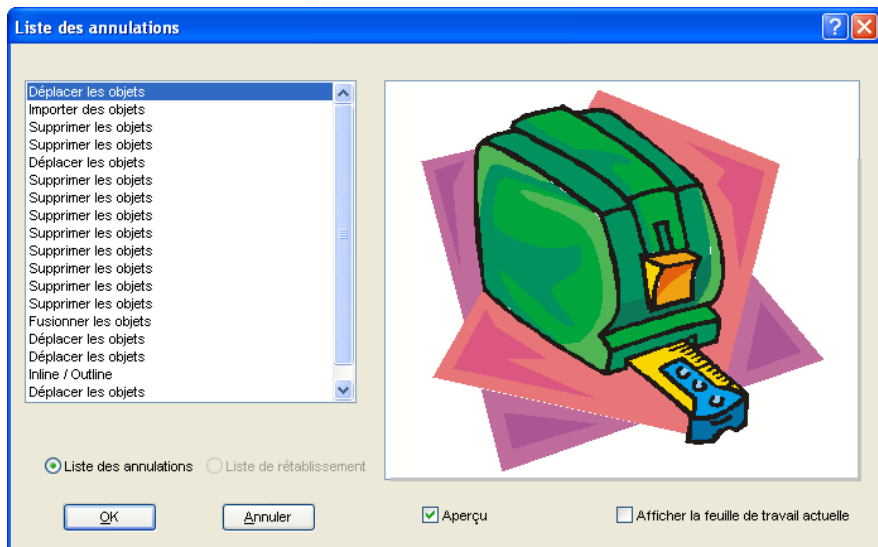 Liste des annulations
Déplacer les objets
Importer des objets
Supprimer les objets
Supprimer les objets
Déplacer les objets
Supprimer les objets
Supprimer les objets
Supprimer les objets
Supprimer les objets
Supprimer les objets
Supprimer les objets
Supprimer les objets
Supprimer les objets
Fusionner les objets
Déplacer les objets
Déplacer les objets
Inline / Outline
Déplacer les objets
Liste des annulations Liste de rétablissement
OK Annuler Aperçu Afficher la feuille de travail actuelle